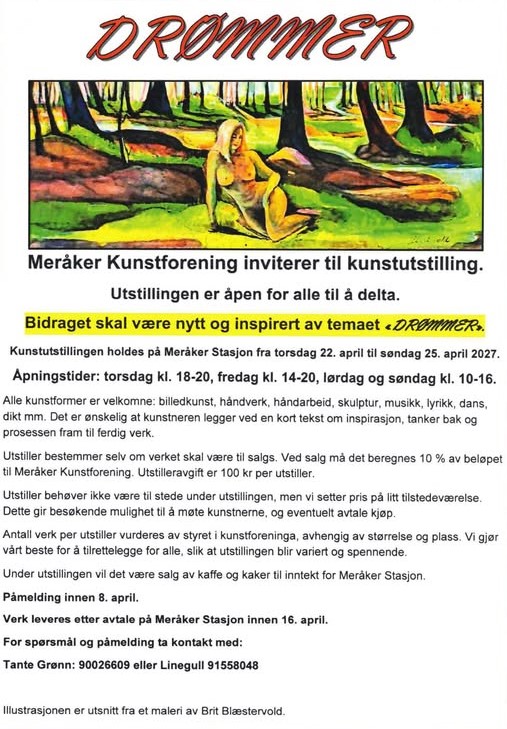 DRØMMER
Meråker Kunstforening inviterer til kunstutstilling.
Utstillingen er åpen for alle til å delta.
Bidraget skal være nytt og inspirert av temaet «DRØMMER».
Kunstutstillingen holdes på Meråker Stasjon fra torsdag 22. april til søndag 25. april 2027.
Åpningstider: torsdag kl. 18-20, fredag kl. 14-20, lørdag og søndag kl. 10-16.
Alle kunstformer er velkomne: billedkunst, håndverk, håndarbeid, skulptur, musikk, lyrikk, dans,
dikt mm. Det er ønskelig at kunstneren legger ved en kort tekst om inspirasjon, tanker bak og
prosessen fram til ferdig verk.
Utstiller bestemmer selv om verket skal være til salgs. Ved salg må det beregnes 10 % av beløpet
til Meråker Kunstforening. Utstilleravgift er 100 kr per utstiller.
Utstiller behøver ikke være til stede under utstillingen, men vi setter pris på litt tilstedeværelse.
Dette gir besøkende mulighet til å møte kunstnerne, og eventuelt avtale kjøp.
Antall verk per utstiller vurderes av styret i kunstforeninga, avhengig av størrelse og plass. Vi gjør
vårt beste for å tilrettelegge for alle, slik at utstillingen blir variert og spennende.
Under utstillingen vil det være salg av kaffe og kaker til inntekt for Meråker Stasjon.
Påmelding innen 8. april.
Verk leveres etter avtale på Meråker Stasjon innen 16. april.
For spørsmål og påmelding ta kontakt med:
Tante Grønn: 90026609 eller Linegull 91558048
Illustrasjonen er utsnitt fra et maleri av Brit Blæstervold.